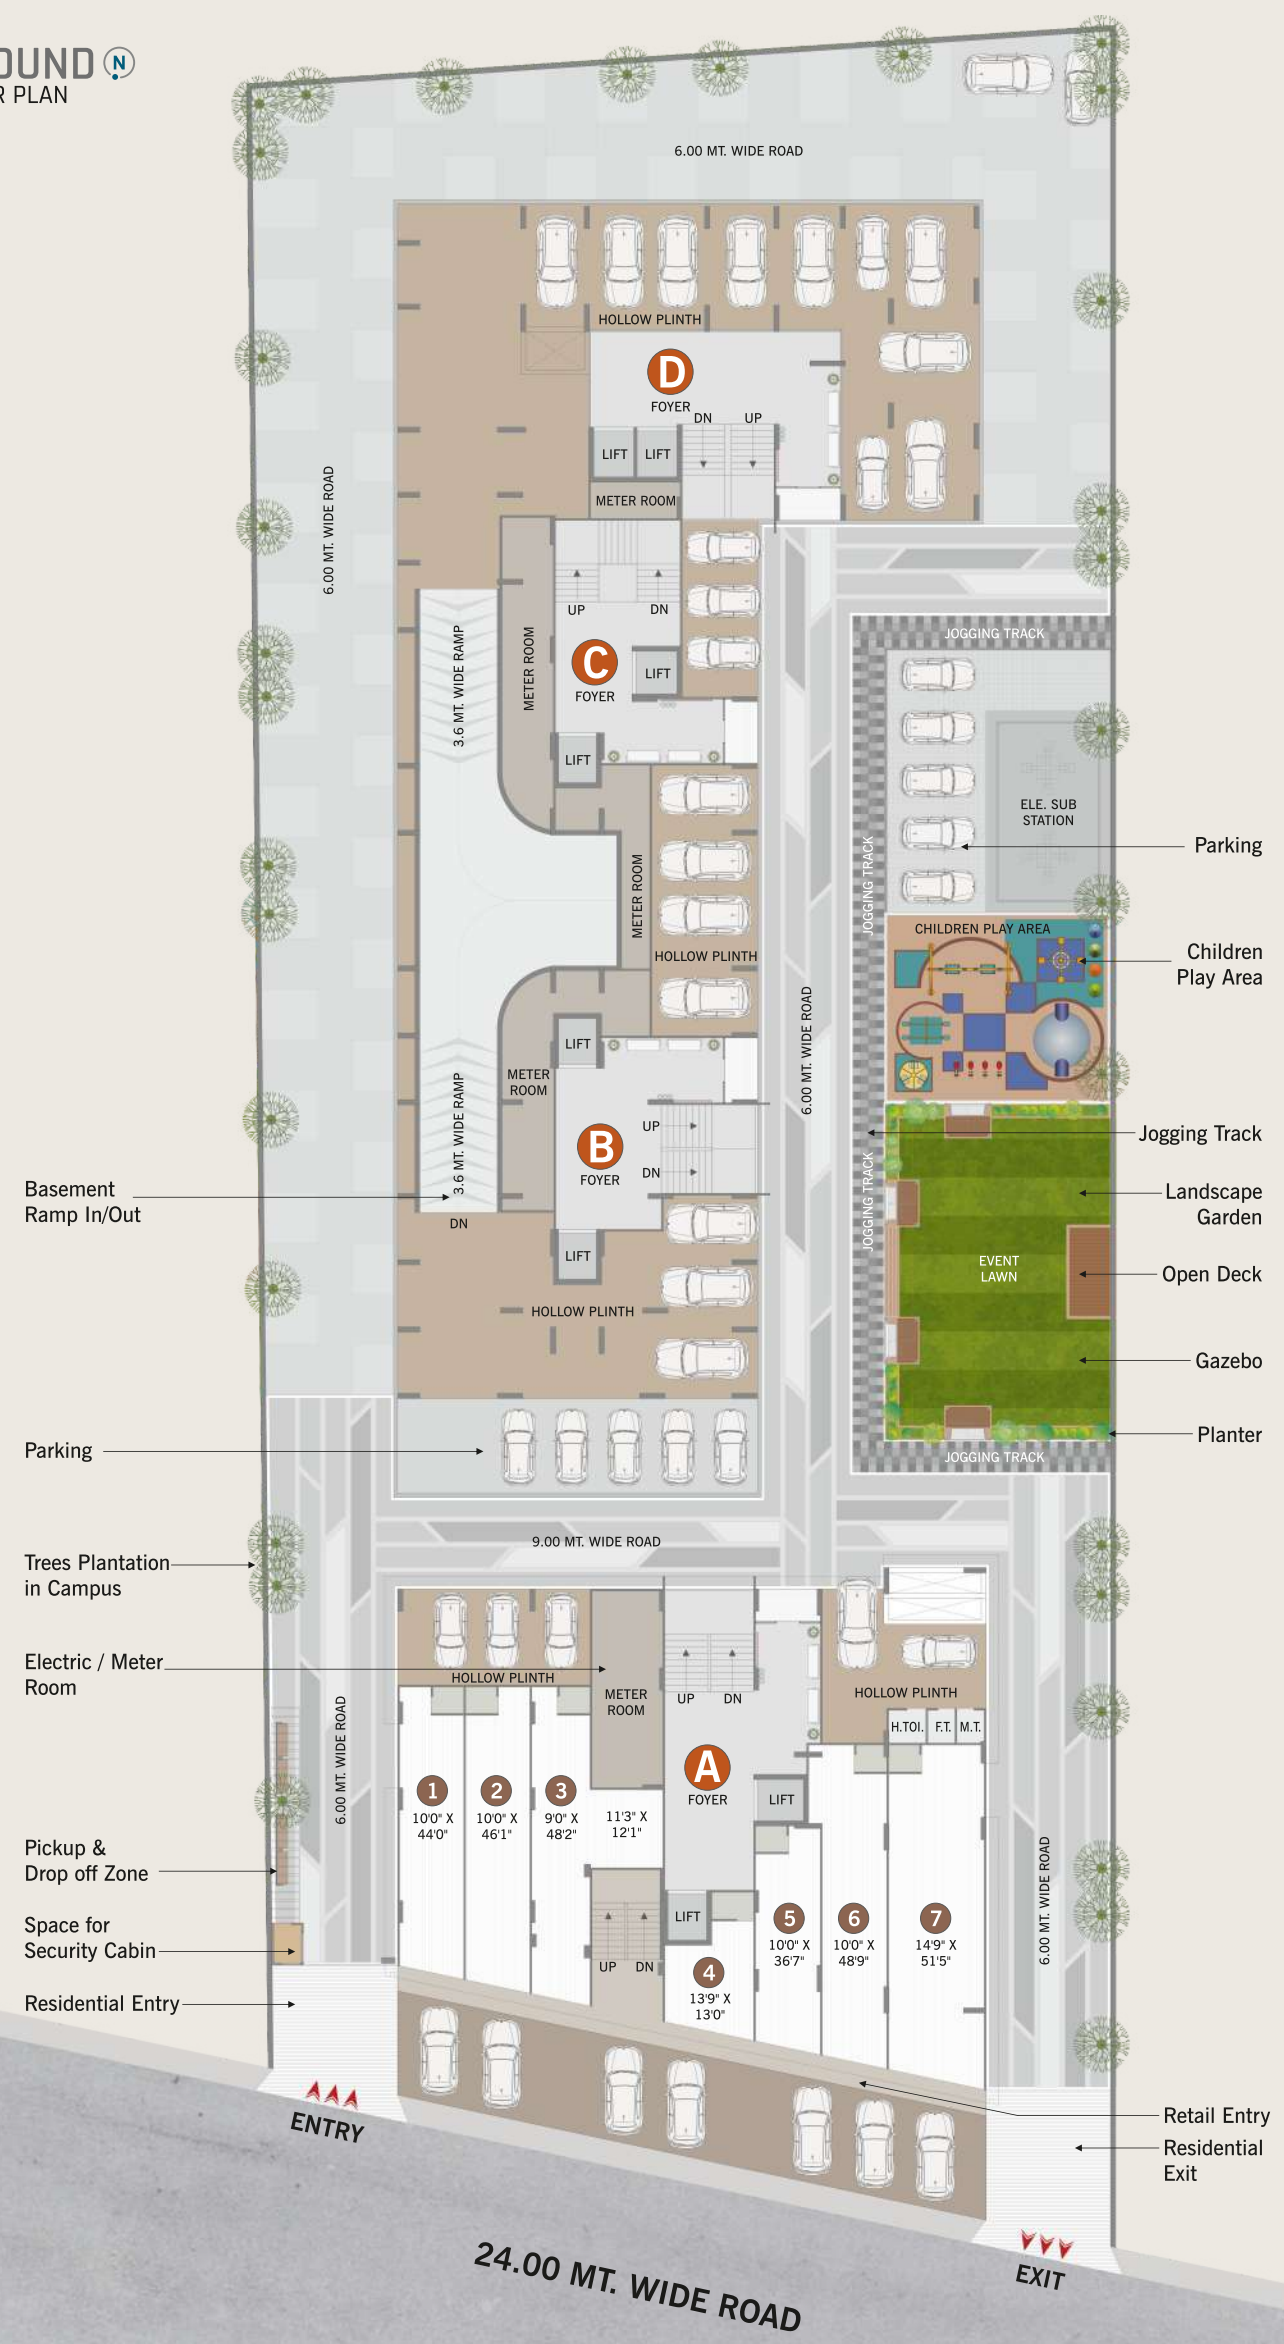 OUND
N
R PLAN
6.00 MT. WIDE ROAD
HOLLOW PLINTH
D
FOYER
DN
UP
LIFT
LIFT
METER ROOM
6.00 MT. WIDE ROAD
UP
DN
3.6 MT. WIDE RAMP
METER ROOM
C
FOYER
LIFT
LIFT
JOGGING TRACK
ELE. SUB
STATION
JOGGING TRACK
Parking
METER ROOM
HOLLOW PLINTH
CHILDREN PLAY AREA
Children
Play Area
6.00 MT. WIDE ROAD
LIFT
METER
ROOM
3.6 MT. WIDE RAMP
UP
B
FOYER
DN
Jogging Track
JOGGING TRACK
Basement
Ramp In/Out
Landscape
Garden
DN
LIFT
EVENT
LAWN
Open Deck
HOLLOW PLINTH
Gazebo
Parking
Planter
JOGGING TRACK
9.00 MT. WIDE ROAD
Trees Plantation
in Campus
Electric / Meter
Room
HOLLOW PLINTH
METER
ROOM
UP
DN
HOLLOW PLINTH
H.TOI.
F.T.
M.T.
6.00 MT. WIDE ROAD
A
FOYER
LIFT
1
10'0" X
44'0"
2
10'0" X
46'1"
3
9'0" X
48'2"
11'3" X
12'1"
Pickup &
Drop off Zone
6.00 MT. WIDE ROAD
LIFT
5
10'0" X
36'7"
6
10'0" X
48'9"
7
14'9" X
51'5"
Space for
Security Cabin
UP
DN
4
13'9" X
13'0"
Residential Entry
ENTRY
Retail Entry
Residential
Exit
EXIT
24.00 MT. WIDE ROAD